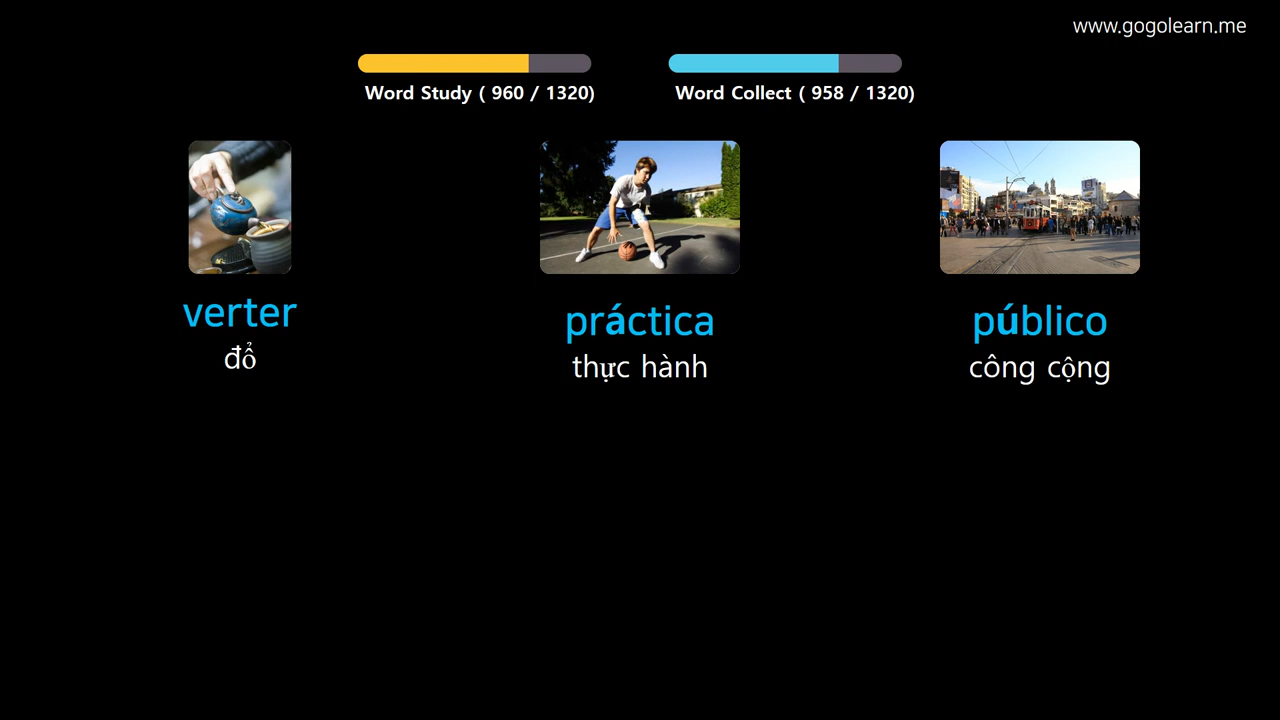 www.gogolearn.me
Word Study ( 960 / 1320)
Word Collect ( 958 / 1320)
verter
đổ
práctica
thực hành
público
công cộng